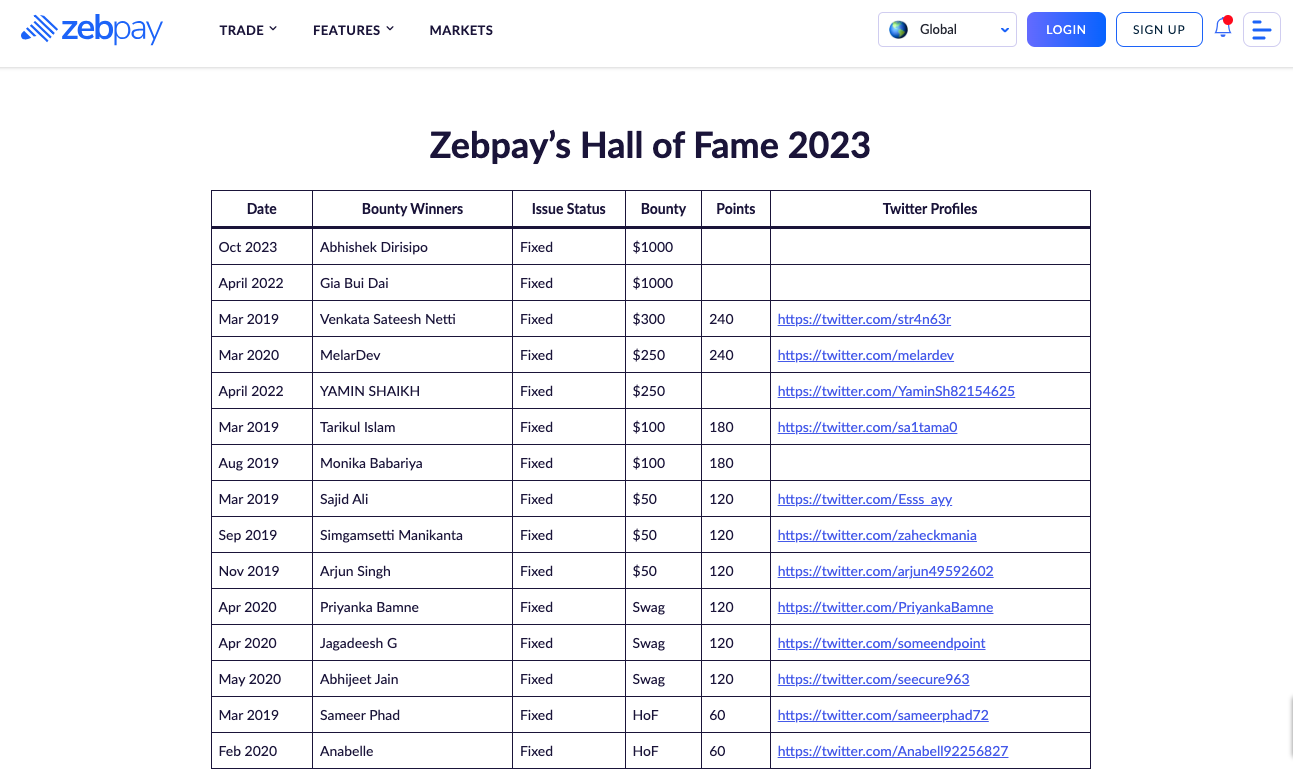 zebpay TRADE FEATURES MARKETS Global LOGIN SIGN UP
Zebpay’s Hall of Fame 2023
Date Bounty Winners Issue Status Bounty Points Twitter Profiles
Oct 2023 Abhishek Dirisipo Fixed $1000
April 2022 Gia Bui Dai Fixed $1000
Mar 2019 Venkata Sateesh Netti Fixed $300 240 https://twitter.com/str4n63r
Mar 2020 MelarDev Fixed $250 240 https://twitter.com/melardev
April 2022 YAMIN SHAIKH Fixed $250 https://twitter.com/YaminSh82154625
Mar 2019 Tarikul Islam Fixed $100 180 https://twitter.com/sa1tama0
Aug 2019 Monika Babariya Fixed $100 180
Mar 2019 Sajid Ali Fixed $50 120 https://twitter.com/Esss_ayy
Sep 2019 Simgamsetti Manikanta Fixed $50 120 https://twitter.com/zaheckmania
Nov 2019 Arjun Singh Fixed $50 120 https://twitter.com/arjun49592602
Apr 2020 Priyanka Bamne Fixed Swag 120 https://twitter.com/PriyankaBamne
Apr 2020 Jagadeesh G Fixed Swag 120 https://twitter.com/someendpoint
May 2020 Abhijeet Jain Fixed Swag 120 https://twitter.com/seecure963
Mar 2019 Sameer Phad Fixed HoF 60 https://twitter.com/sameerphad72
Feb 2020 Anabelle Fixed HoF 60 https://twitter.com/Anabell92256827